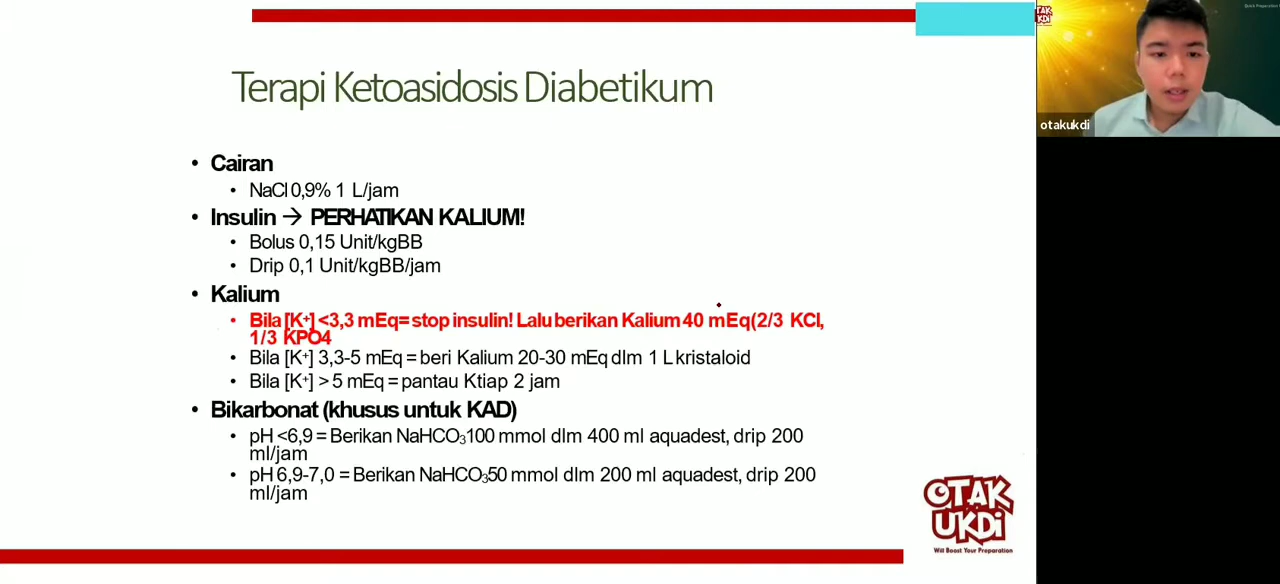 Terapi Ketoasidosis Diabetikum
• Cairan
• NaCl 0,9% 1 L/jam
• Insulin → PERHATIKAN KALIUM!
• Bolus 0,15 Unit/kgBB
• Drip 0,1 Unit/kgBB/jam
• Kalium
• Bila [K⁺] <3,3 mEq= stop insulin! Lalu berikan Kalium 40 mEq(2/3 KCl,
1/3 KPO4
• Bila [K⁺] 3,3-5 mEq = beri Kalium 20-30 mEq dlm 1 L kristaloid
• Bila [K⁺] > 5 mEq = pantau Ktiap 2 jam
• Bikarbonat (khusus untuk KAD)
• pH <6,9 = Berikan NaHCO₃100 mmol dlm 400 ml aquadest, drip 200
ml/jam
• pH 6,9-7,0 = Berikan NaHCO₃50 mmol dlm 200 ml aquadest, drip 200
ml/jam
OTAK
UKDI
Will Boost Your Preparation
OTAK
UKDI
otakukdi